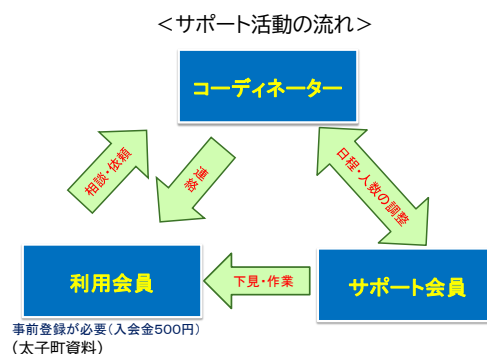 ＜サポート活動の流れ＞
コーディネーター
相談・依頼
連絡
日程・人数の調整
利用会員
下見・作業
サポート会員
事前登録が必要（入会金500円）
（太子町資料）